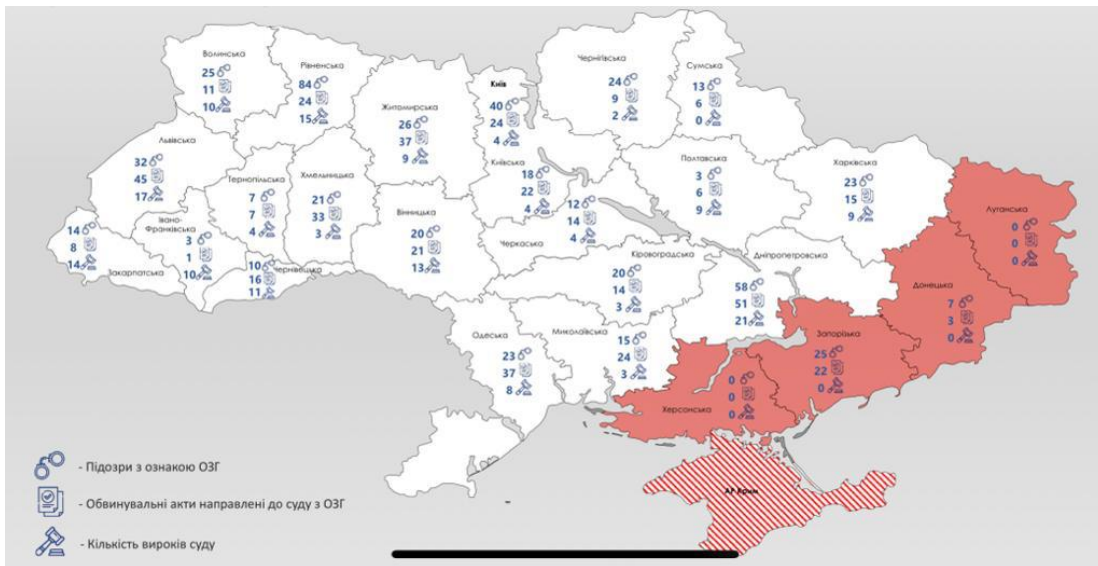 Волинська
25
11
10
Рівненська
84
24
15
Житомирська
26
37
9
Київ
40
24
4
Чернігівська
24
9
2
Сумська
13
6
0
Львівська
32
45
17
Тернопільська
7
7
4
Хмельницька
21
33
3
Київська
18
22
4
Полтавська
3
6
9
Харківська
23
15
9
Луганська
0
0
0
14
8
14
Закарпатська
Івано-
Франківська
3
1
10
10
Чернівецька
16
11
Вінницька
20
21
13
12
14
4
Черкаська
Кіровоградська
20
14
3
Дніпропетровська
58
51
21
Донецька
7
3
0
Одеська
23
37
8
Миколаївська
15
24
3
Запорізька
25
22
0
Херсонська
0
0
0
АР Крим
- Підозри з ознакою ОЗГ
- Обвинувальні акти направлені до суду з ОЗГ
- Кількість вироків суду